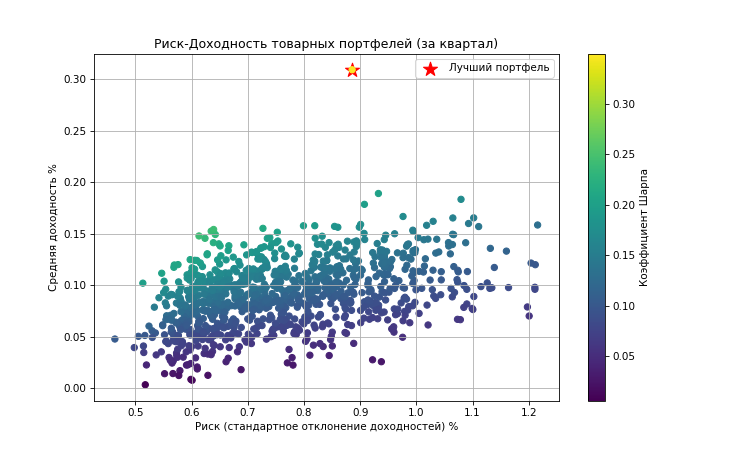 Риск-Доходность товарных портфелей (за квартал)
Лучший портфель
Средняя доходность %
0.30
0.25
0.20
0.15
0.10
0.05
0.00
0.5 0.6 0.7 0.8 0.9 1.0 1.1 1.2
Риск (стандартное отклонение доходностей) %
0.30
0.25
0.20
0.15
0.10
0.05
Коэффициент Шарпа